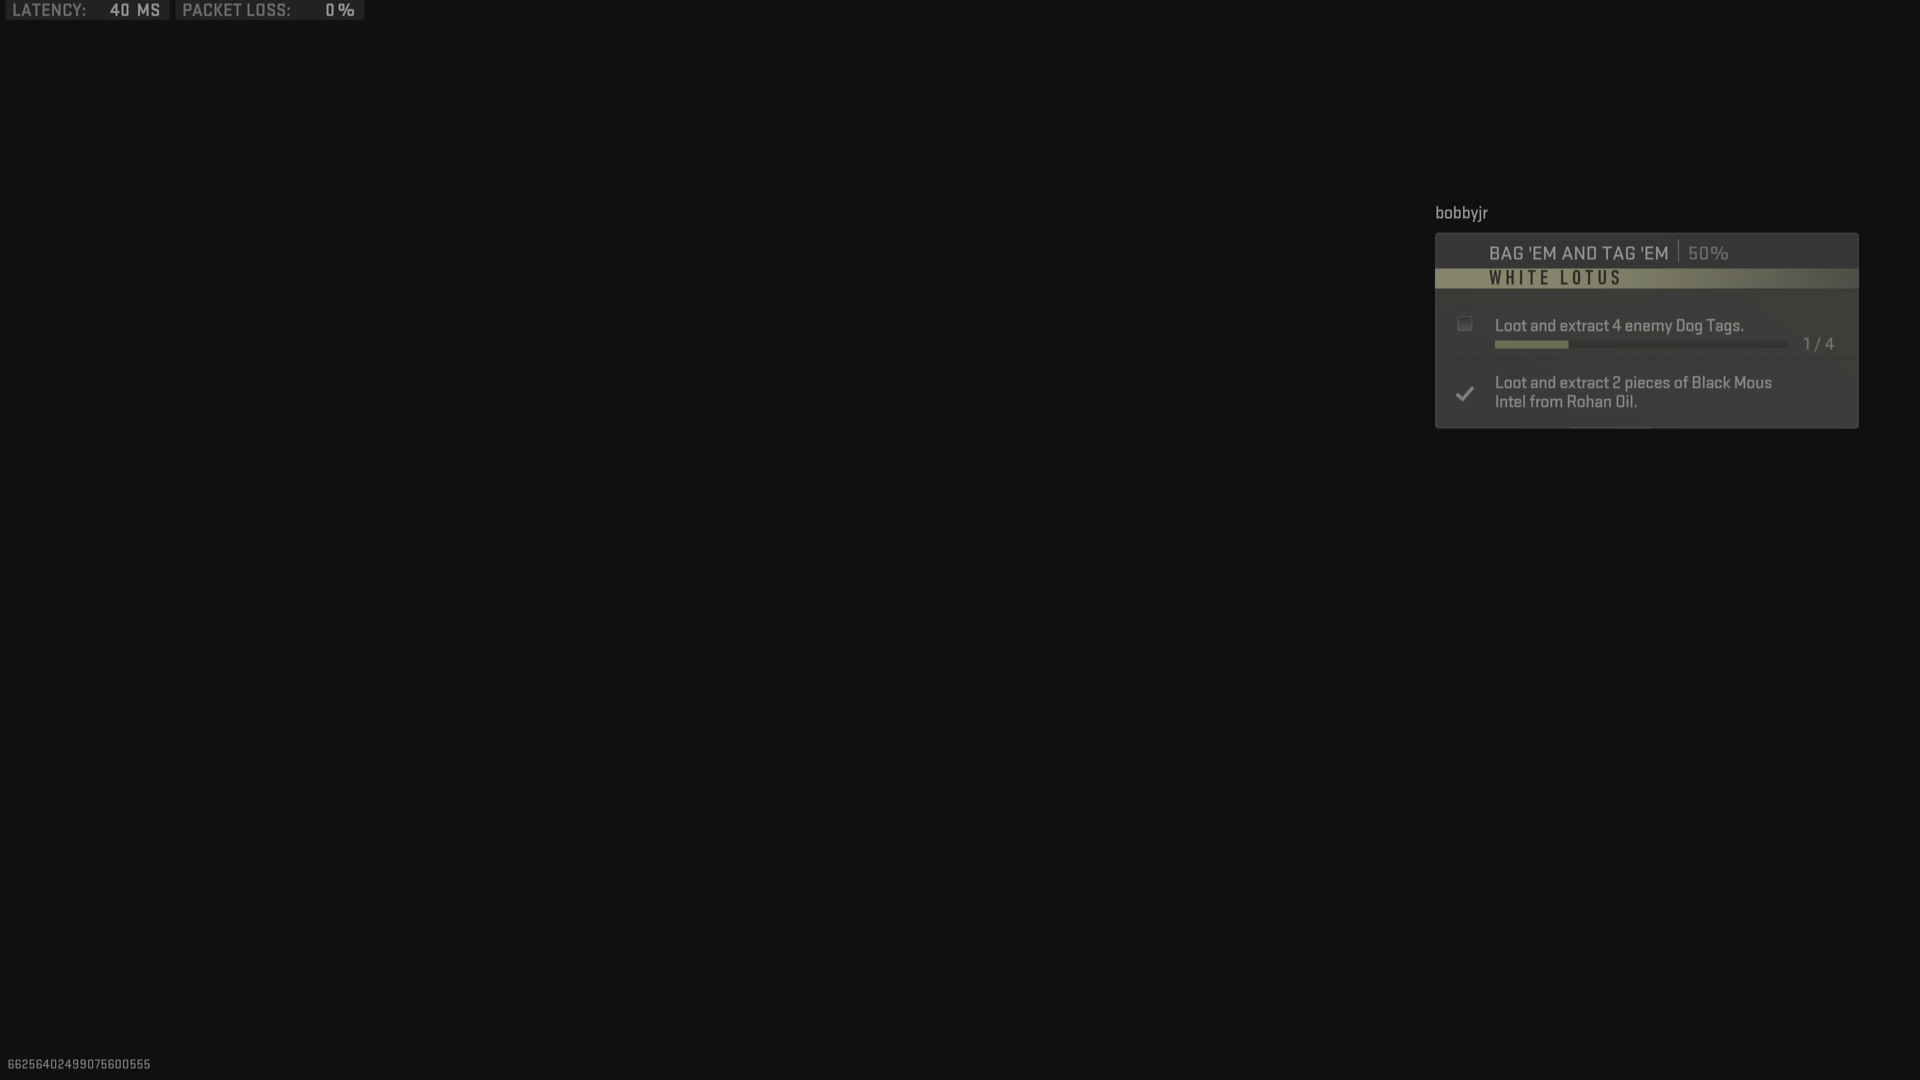 LATENCY: 40 MS PACKET LOSS: 0%
bobbyjr
BAG 'EM AND TAG 'EM 50%
WHITE LOTUS
Loot and extract 4 enemy Dog Tags.
1/4
Loot and extract 2 pieces of Black Mous
Intel from Rohan Oil.
66256402499075600555